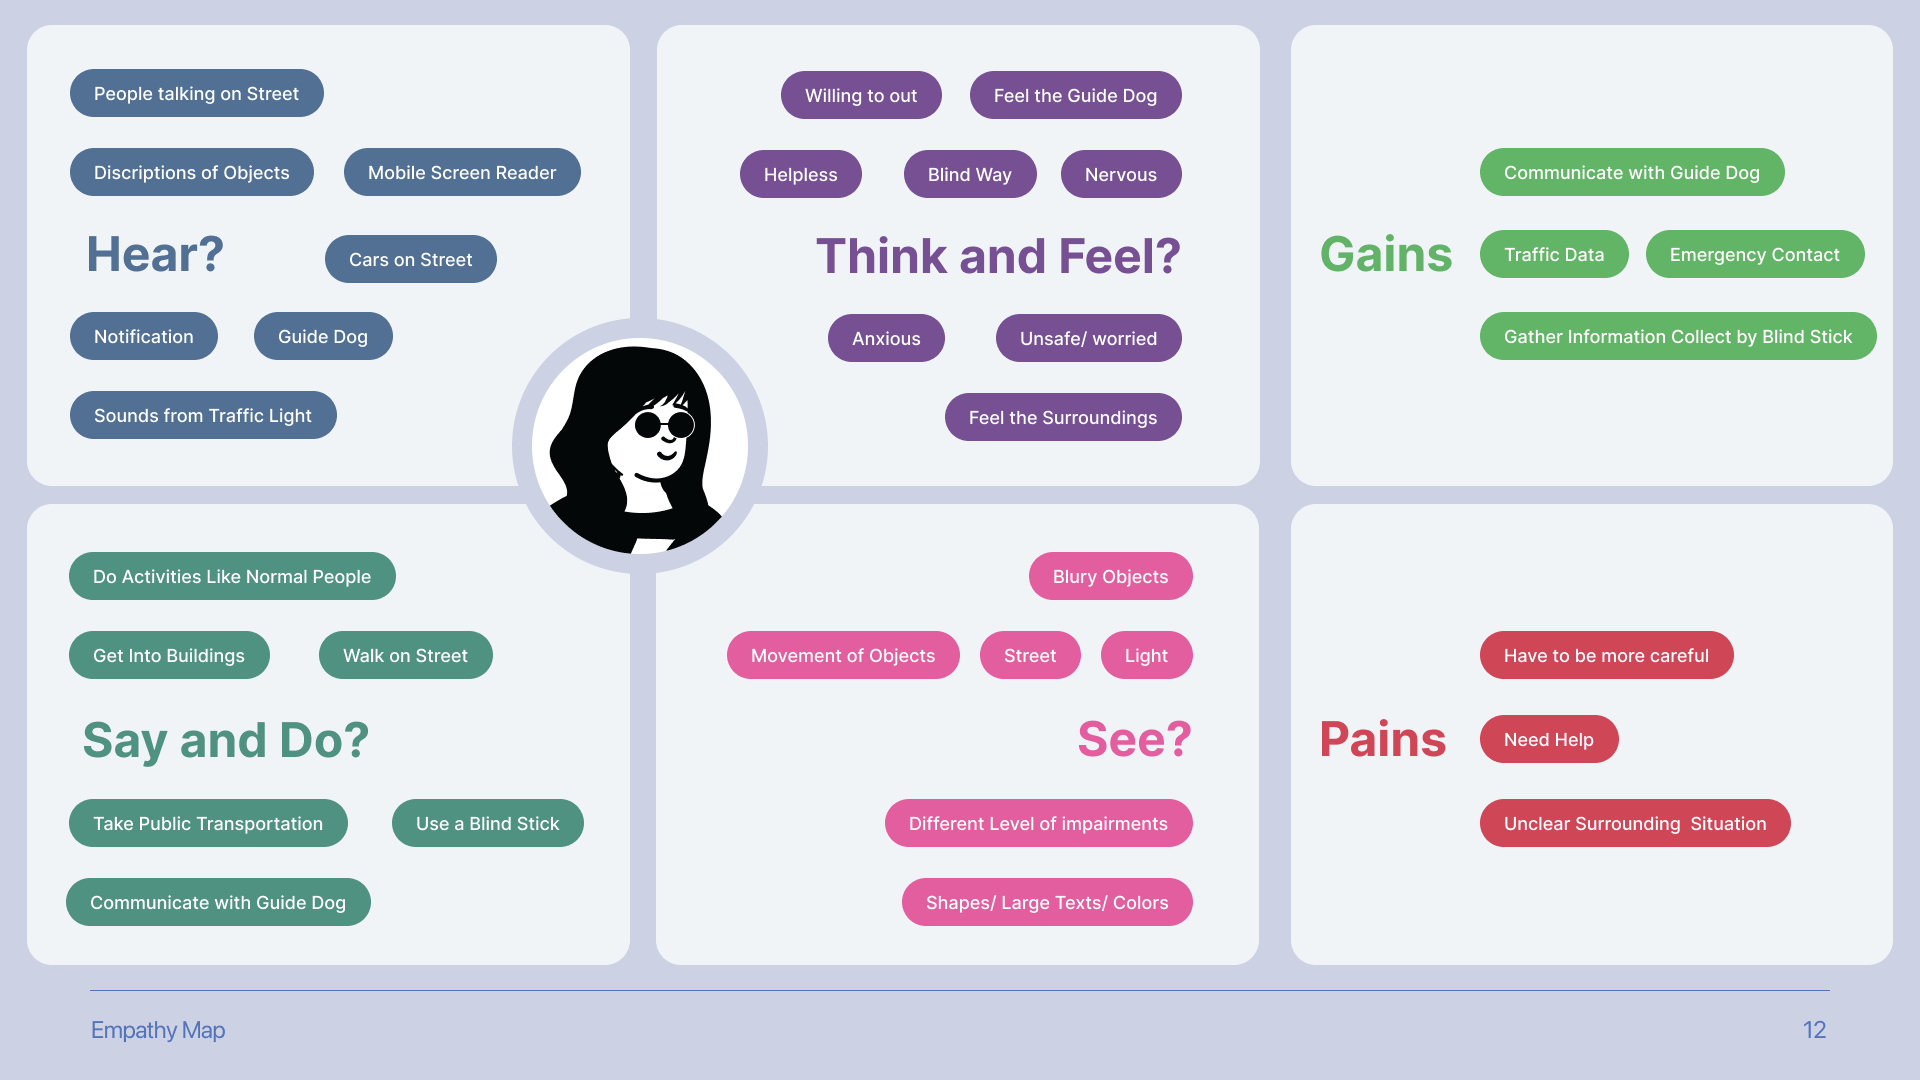 People talking on Street
Discriptions of Objects
Mobile Screen Reader
Hear?
Cars on Street
Notification
Guide Dog
Sounds from Traffic Light
Willing to out
Feel the Guide Dog
Helpless
Blind Way
Nervous
Think and Feel?
Anxious
Unsafe/ worried
Feel the Surroundings
Communicate with Guide Dog
Gains
Traffic Data
Emergency Contact
Gather Information Collect by Blind Stick
Do Activities Like Normal People
Get Into Buildings
Walk on Street
Say and Do?
Take Public Transportation
Use a Blind Stick
Communicate with Guide Dog
Blury Objects
Movement of Objects
Street
Light
See?
Different Level of impairments
Shapes/ Large Texts/ Colors
Have to be more careful
Pains
Need Help
Unclear Surrounding  Situation
Empathy Map
12